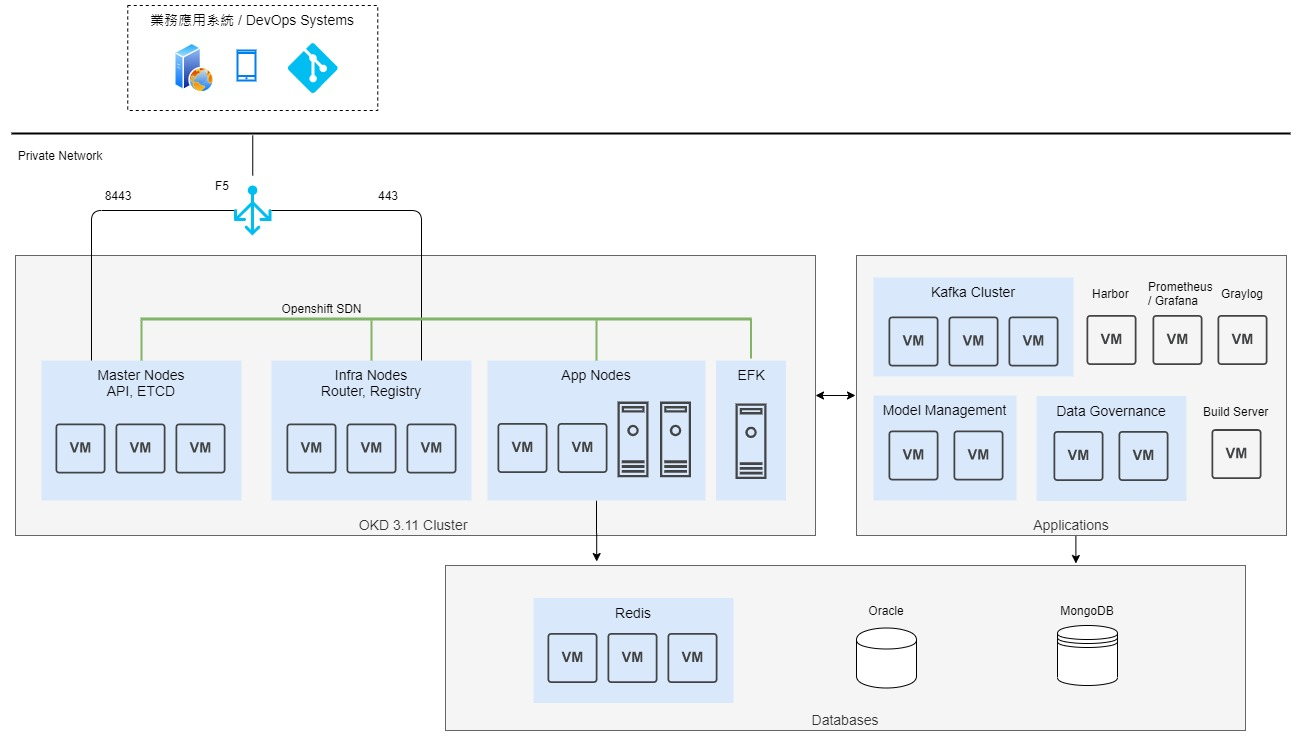 業務應用系統 / DevOps Systems
Private Network
F5
8443
443
Openshift SDN
Master Nodes
API, ETCD
VM
VM
VM
Infra Nodes
Router, Registry
VM
VM
VM
App Nodes
VM
VM
EFK
OKD 3.11 Cluster
Kafka Cluster
VM
VM
VM
Harbor
VM
Prometheus
/ Grafana
VM
Graylog
VM
Model Management
VM
VM
Data Governance
VM
VM
Build Server
VM
Applications
Redis
VM
VM
VM
Oracle
MongoDB
Databases